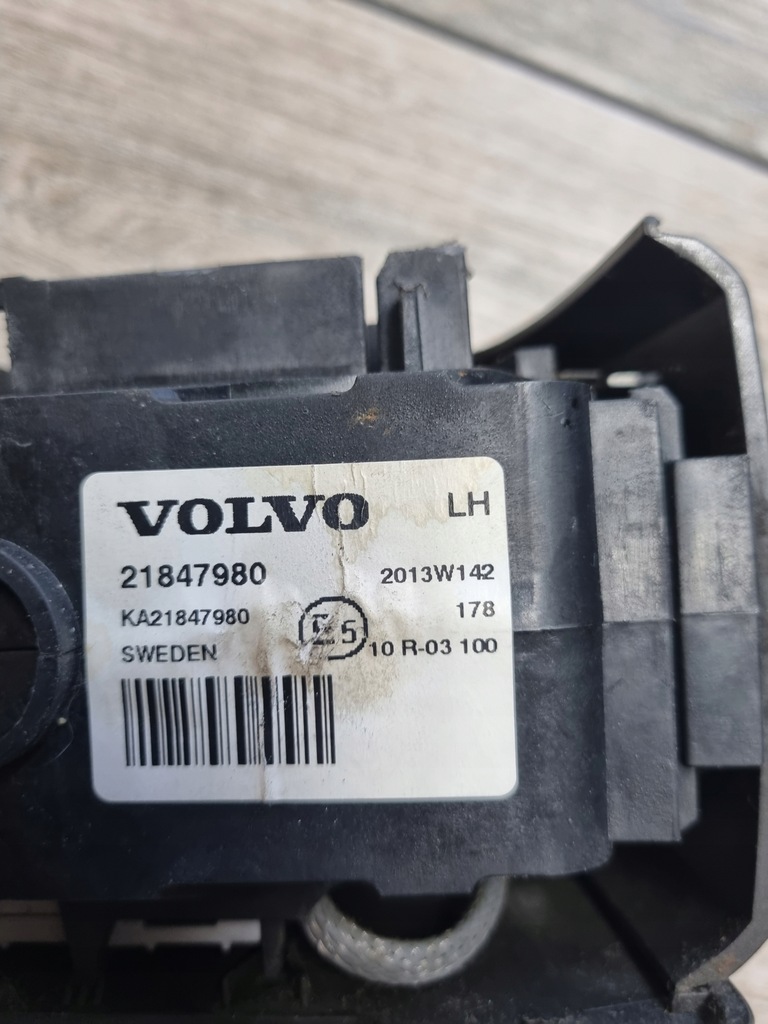 VOLVO LH
21847980 2013W142
KA21847980 178
SWEDEN E5 10 R-03 100